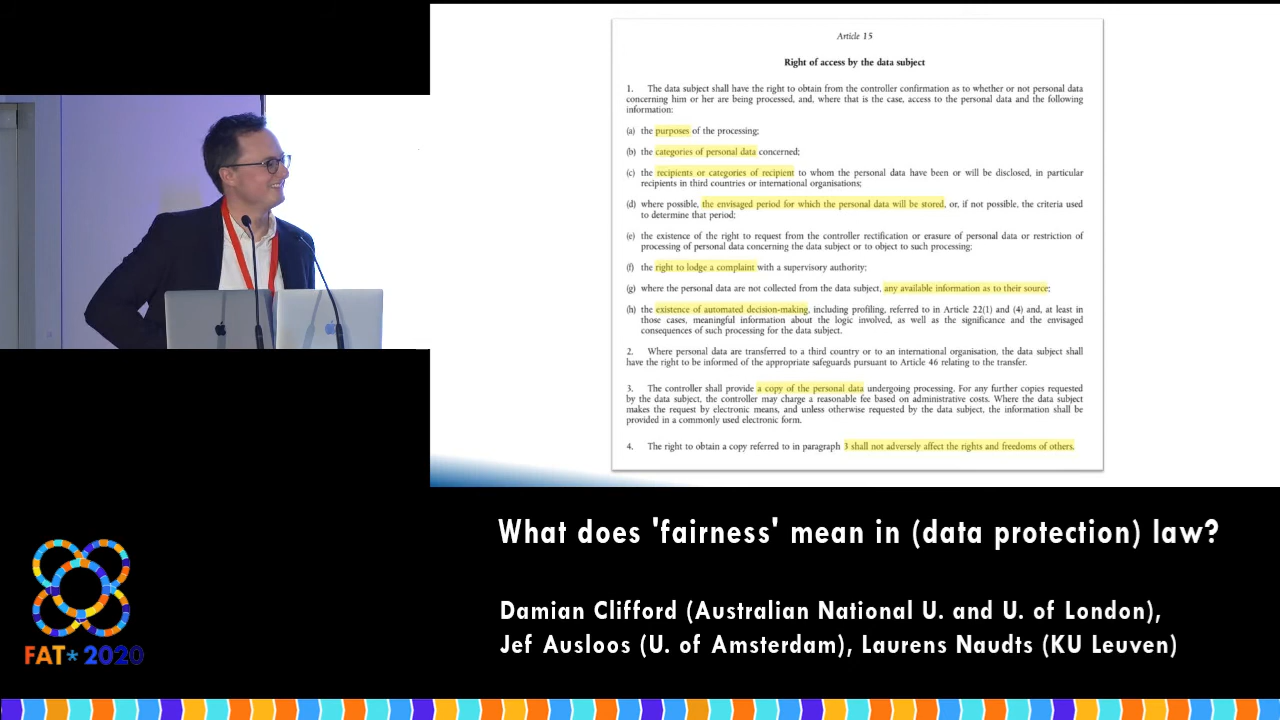 Article 15
Right of access by the data subject
1. The data subject shall have the right to obtain from the controller confirmation as to whether or not personal data
concerning him or her are being processed, and, where that is the case, access to the personal data and the following
information:
(a) the purposes of the processing;
(b) the categories of personal data concerned;
(c) the recipients or categories of recipient to whom the personal data have been or will be disclosed, in particular
recipients in third countries or international organisations;
(d) where possible, the envisaged period for which the personal data will be stored, or, if not possible, the criteria used
to determine that period;
(e) the existence of the right to request from the controller rectification or erasure of personal data or restriction of
processing of personal data concerning the data subject or to object to such processing;
(f) the right to lodge a complaint with a supervisory authority;
(g) where the personal data are not collected from the data subject, any available information as to their source;
(h) the existence of automated decision-making, including profiling, referred to in Article 22(1) and (4) and, at least in
those cases, meaningful information about the logic involved, as well as the significance and the envisaged
consequences of such processing for the data subject.
2. Where personal data are transferred to a third country or to an international organisation, the data subject shall
have the right to be informed of the appropriate safeguards pursuant to Article 46 relating to the transfer.
3. The controller shall provide a copy of the personal data undergoing processing. For any further copies requested
by the data subject, the controller may charge a reasonable fee based on administrative costs. Where the data subject
makes the request by electronic means, and unless otherwise requested by the data subject, the information shall be
provided in a commonly used electronic form.
4. The right to obtain a copy referred to in paragraph 3 shall not adversely affect the rights and freedoms of others.
What does 'fairness' mean in (data protection) law?
Damian Clifford (Australian National U. and U. of London),
Jef Ausloos (U. of Amsterdam), Laurens Naudts (KU Leuven)
FAT* 2020